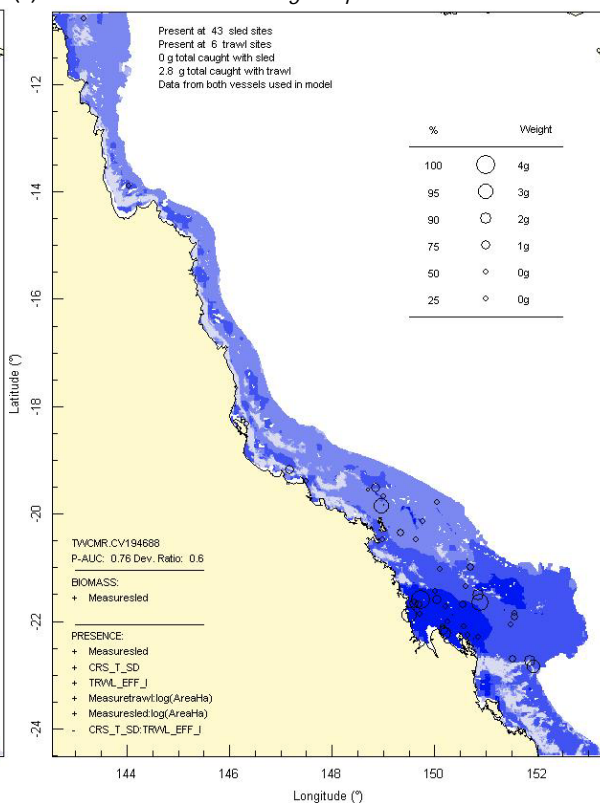 Present at 43 sled sites
Present at 6 trawl sites
0 g total caught with sled
2.8 g total caught with trawl
Data from both vessels used in model
% Weight
100 4g
95 3g
90 2g
75 1g
50 0g
25 0g
-12
-14
-16
-18
-20
-22
-24
Latitude (°)
TWCMR.CV194688
P-AUC: 0.76 Dev. Ratio: 0.6
BIOMASS:
+ Measuresled
PRESENCE:
+ Measuresled
+ CRS_T_SD
+ TRWL_EFF_I
+ Measuretrawl:log(AreaHa)
+ Measuresled:log(AreaHa)
- CRS_T_SD:TRWL_EFF_I
144 146 148 150 152
Longitude (°)